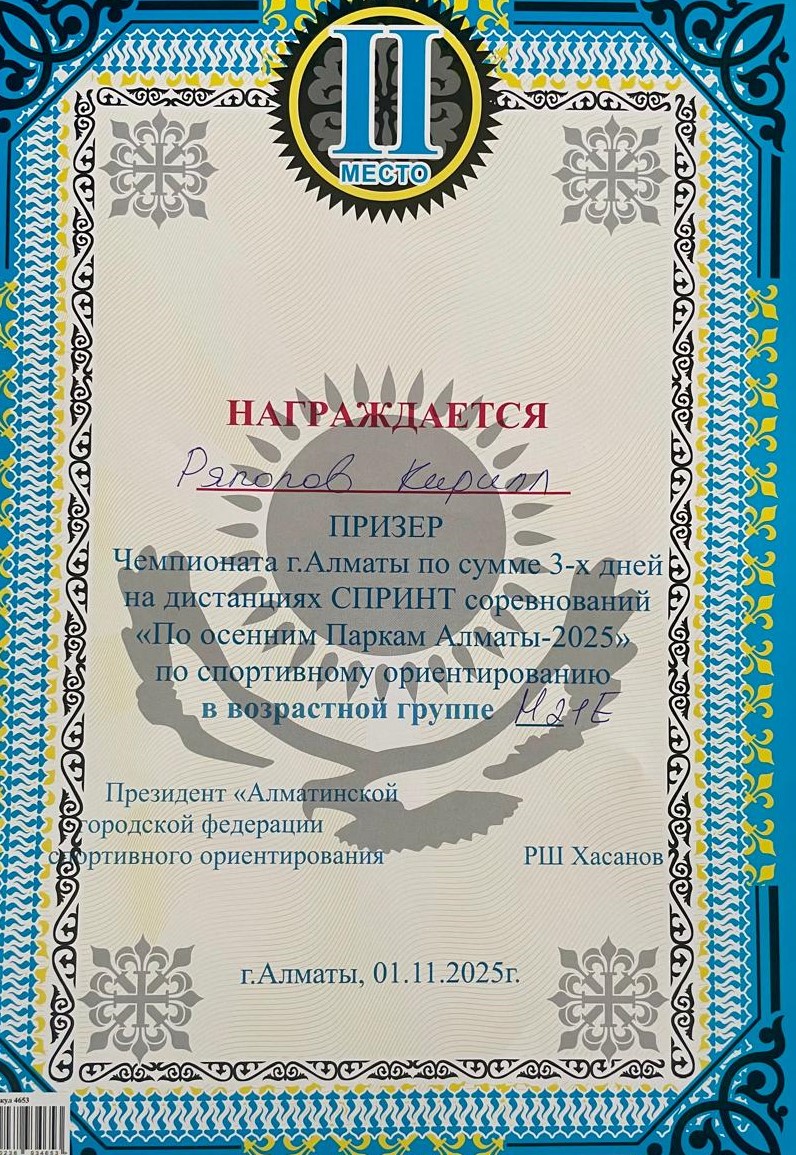 II
МЕСТО
НАГРАЖДАЕТСЯ
Ряполов Кирилл
ПРИЗЕР
Чемпионата г.Алматы по сумме 3-х дней
на дистанциях СПРИНТ соревнований
«По осенним Паркам Алматы-2025»
по спортивному ориентированию
в возрастной группе М21Е
Президент «Алматинской
городской федерации
спортивного ориентирования РШ Хасанов
г.Алматы, 01.11.2025г.
4653